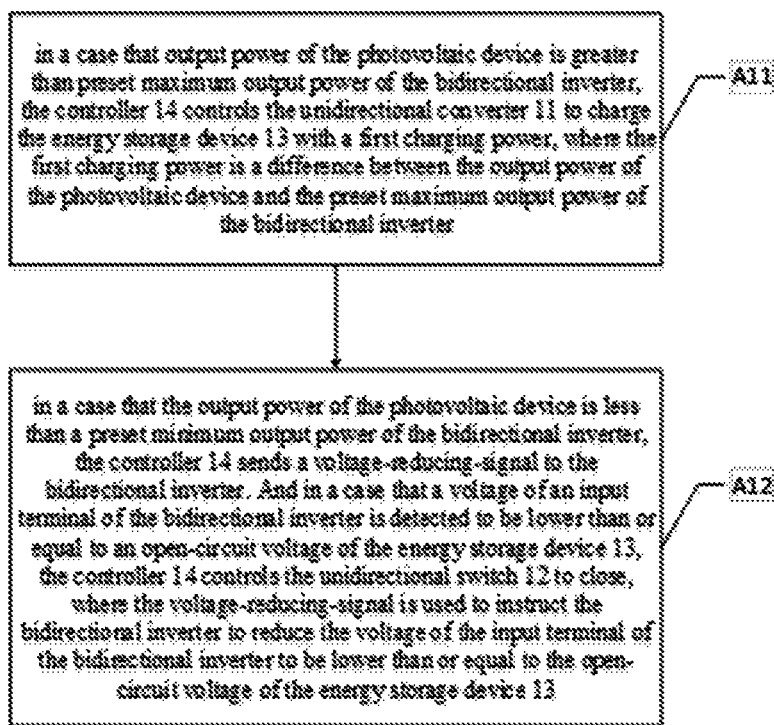 in a case that output power of the photovoltaic device is greater
than preset maximum output power of the bidirectional inverter,
the controller 14 controls the unidirectional converter 11 to charge
the energy storage device 13 with a first charging power, where the
first charging power is a difference between the output power of
the photovoltaic device and the preset maximum output power of
the bidirectional inverter
A11
in a case that the output power of the photovoltaic device is less
than a preset minimum output power of the bidirectional inverter,
the controller 14 sends a voltage-reducing-signal to the
bidirectional inverter. And in a case that a voltage of an input
terminal of the bidirectional inverter is detected to be lower than or
equal to an open-circuit voltage of the energy storage device 13,
the controller 14 controls the unidirectional switch 12 to close,
where the voltage-reducing-signal is used to instruct the
bidirectional inverter to reduce the voltage of the input terminal of
the bidirectional inverter to be lower than or equal to the open-
circuit voltage of the energy storage device 13
A12